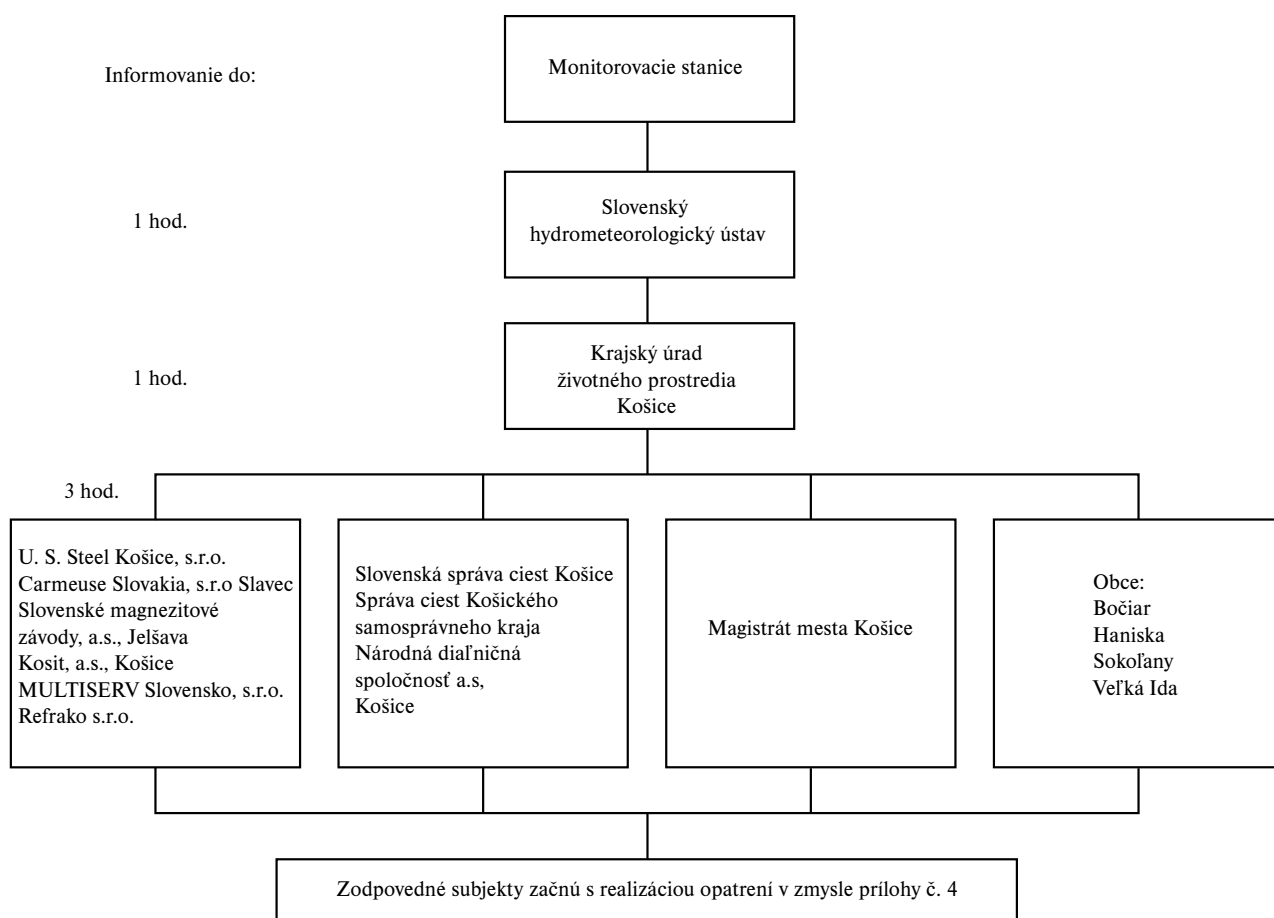 Informovanie do:
Monitorovacie stanice
1 hod.
Slovenský
hydrometeorologický ústav
1 hod.
Krajský úrad
životného prostredia
Košice
3 hod.
U. S. Steel Košice, s.r.o.
Carmeuse Slovakia, s.r.o Slavec
Slovenské magnezitové
závody, a.s., Jelšava
Kosit, a.s., Košice
MULTISERV Slovensko, s.r.o.
Refrako s.r.o.
Slovenská správa ciest Košice
Správa ciest Košického
samosprávneho kraja
Národná diaľničná
spoločnosť a.s,
Košice
Magistrát mesta Košice
Obce:
Bočiar
Haniska
Sokoľany
Veľká Ida
Zodpovedné subjekty začnú s realizáciou opatrení v zmysle prílohy č. 4